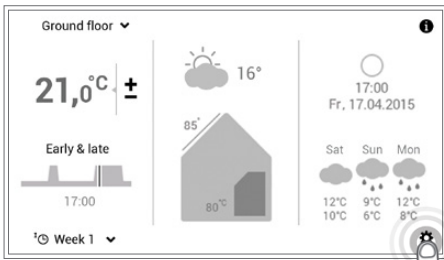 Ground floor
i
21,0°C ±
Early & late
17:00
Week 1
16°
85°
80°C
17:00
Fr, 17.04.2015
Sat Sun Mon
12°C 9°C 12°C
10°C 6°C 8°C